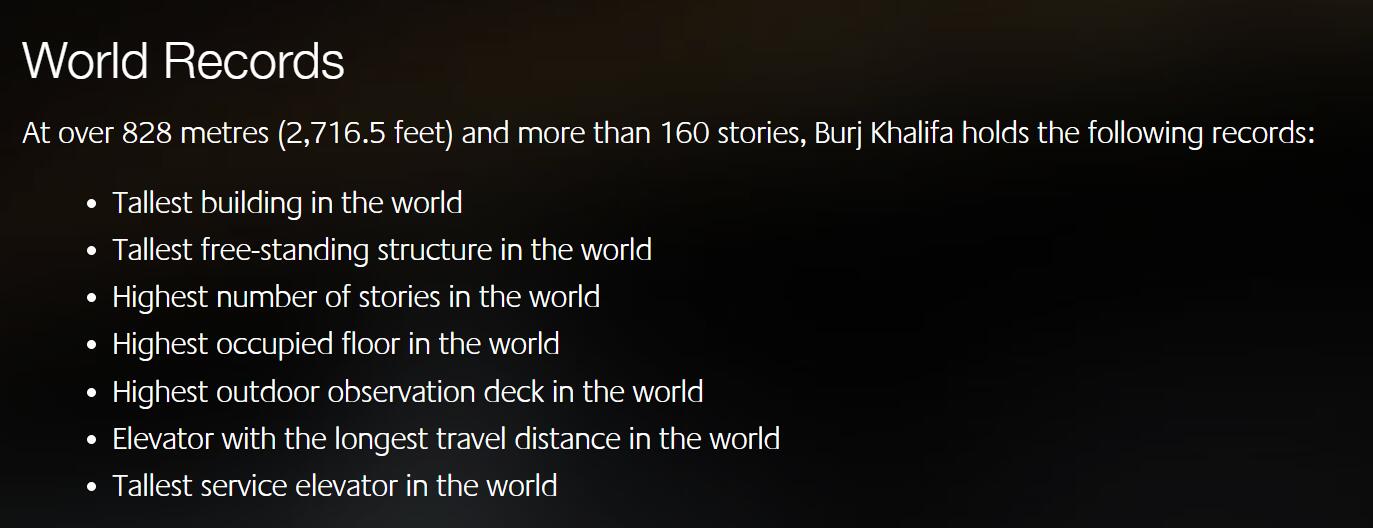 World Records
At over 828 metres (2,716.5 feet) and more than 160 stories, Burj Khalifa holds the following records:
• Tallest building in the world
• Tallest free-standing structure in the world
• Highest number of stories in the world
• Highest occupied floor in the world
• Highest outdoor observation deck in the world
• Elevator with the longest travel distance in the world
• Tallest service elevator in the world